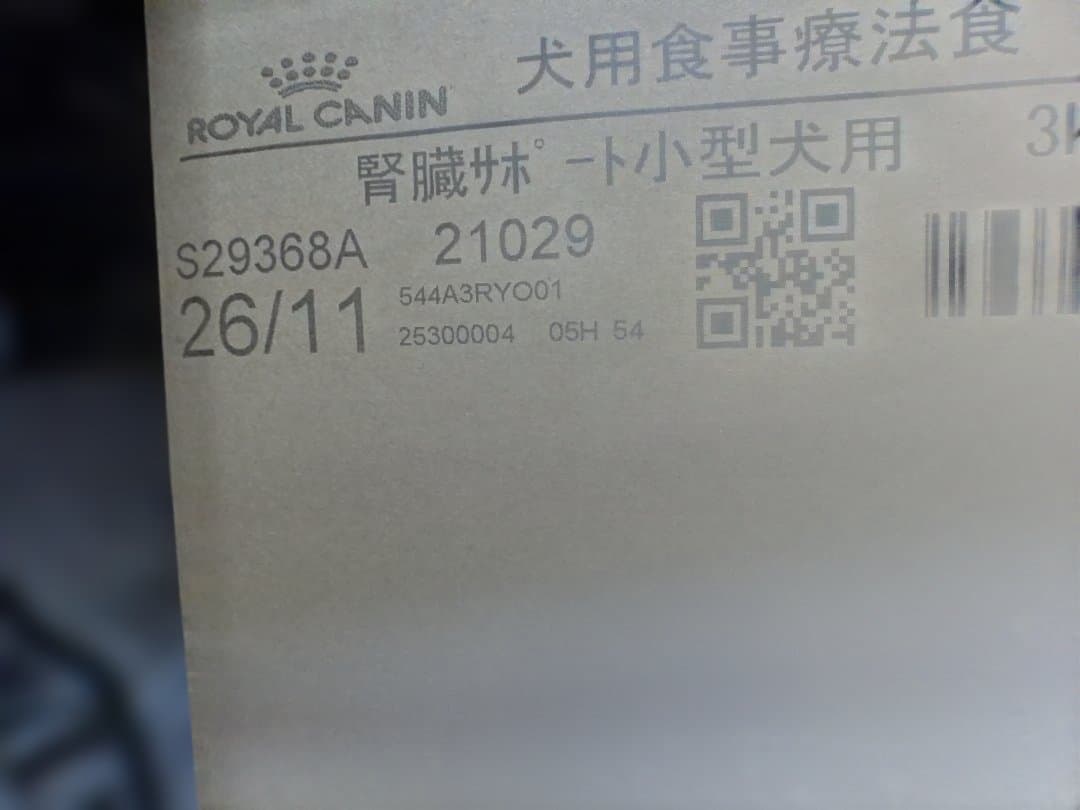 犬用食事療法食
ROYAL CANIN
腎臓サポート小型犬用 3k
S29368A 21029
26/11 544A3RYO01
25300004 05H 54